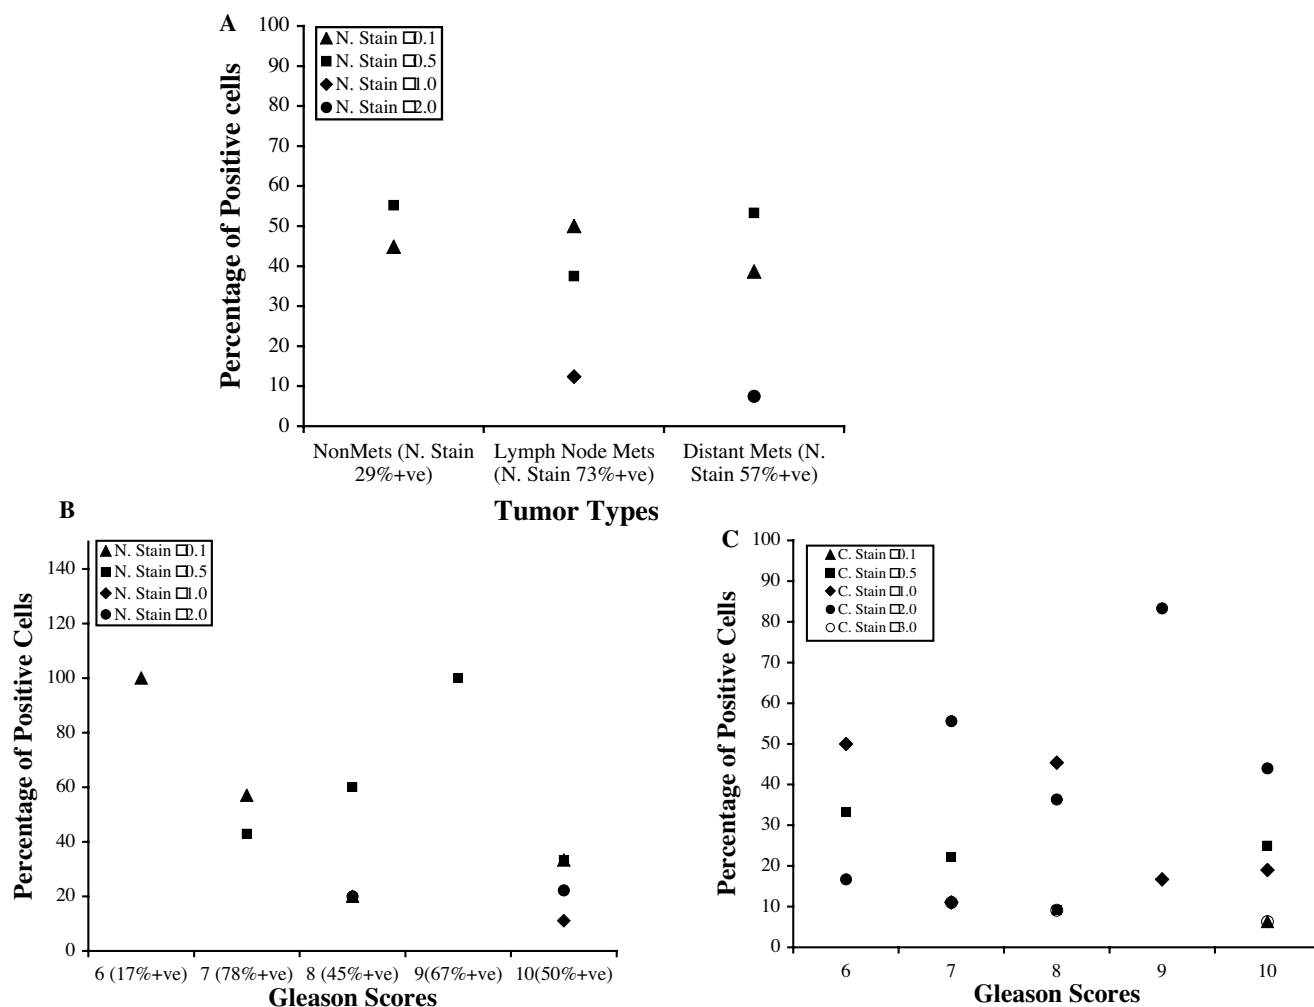 A
Percentage of Positive cells
100
90
80
70
60
50
40
30
20
10
0
N. Stain □0.1
N. Stain □0.5
N. Stain □1.0
N. Stain □2.0
NonMets (N. Stain
29%+ve)
Lymph Node Mets
(N. Stain 73%+ve)
Distant Mets (N.
Stain 57%+ve)
Tumor Types
B
Percentage of Positive Cells
140
120
100
80
60
40
20
0
N. Stain □0.1
N. Stain □0.5
N. Stain □1.0
N. Stain □2.0
6 (17%+ve) 7 (78%+ve) 8 (45%+ve) 9(67%+ve) 10(50%+ve)
Gleason Scores
C
Percentage of Positive Cells
100
90
80
70
60
50
40
30
20
10
0
C. Stain □0.1
C. Stain □0.5
C. Stain □1.0
C. Stain □2.0
C. Stain □3.0
6 7 8 9 10
Gleason Scores